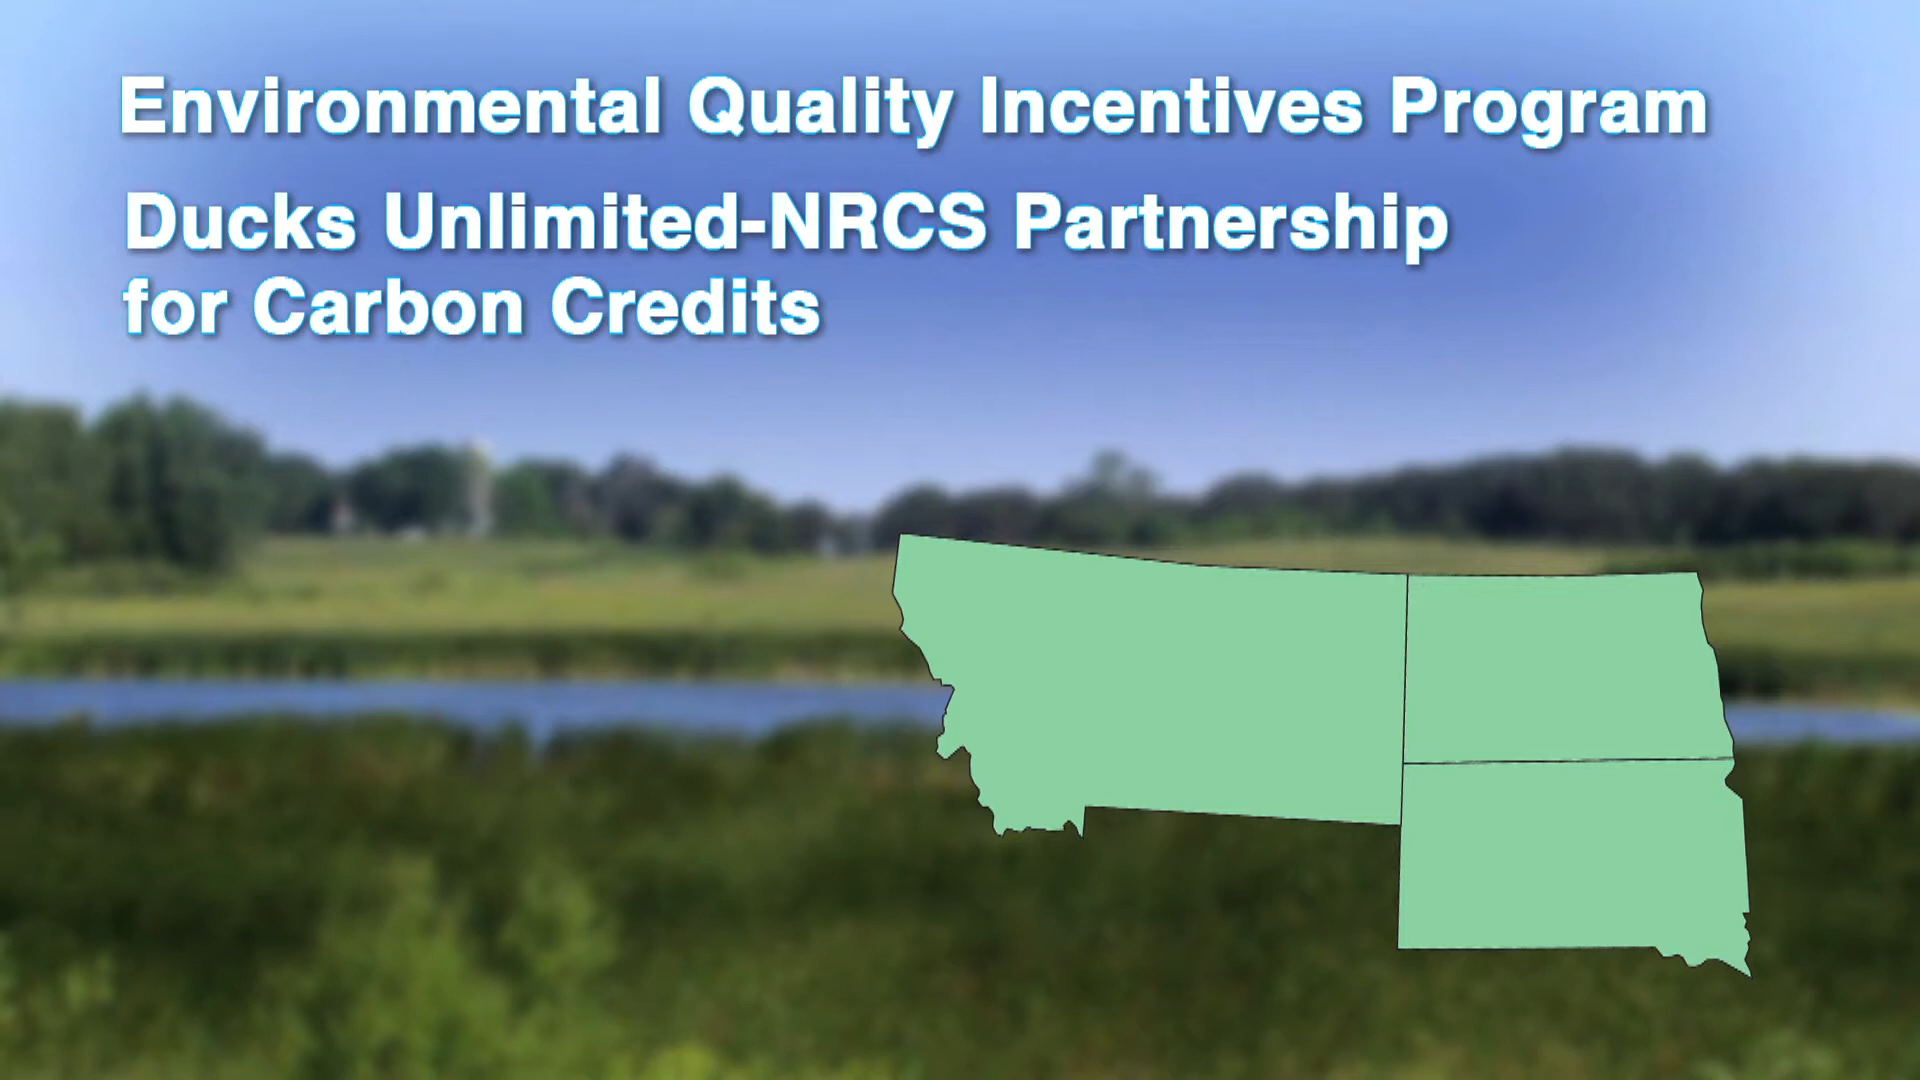 Environmental Quality Incentives Program
Ducks Unlimited-NRCS Partnership
for Carbon Credits